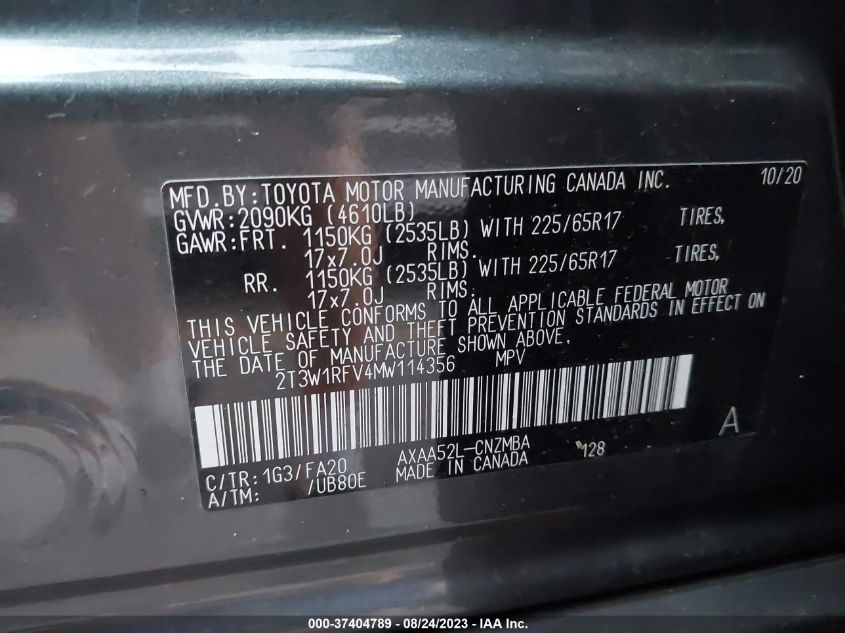 MFD.BY:TOYOTA MOTOR MANUFACTURING CANADA INC. 10/20
GVWR:2090KG (4610LB)
GAWR:FRT. 1150KG (2535LB) WITH 225/65R17 TIRES,
17x7.0J RIMS.
RR. 1150KG (2535LB) WITH 225/65R17 TIRES,
17x7.0J RIMS.
THIS VEHICLE CONFORMS TO ALL APPLICABLE FEDERAL MOTOR
VEHICLE SAFETY AND THEFT PREVENTION STANDARDS IN EFFECT ON
THE DATE OF MANUFACTURE SHOWN ABOVE.
2T3W1RFV4MW114356 MPV
A
C/TR:1G3/FA20 AXAA52L-CNZMBA 128
A/TM: /UB80E MADE IN CANADA
000-37404789 - 08/24/2023 - IAAI Inc.